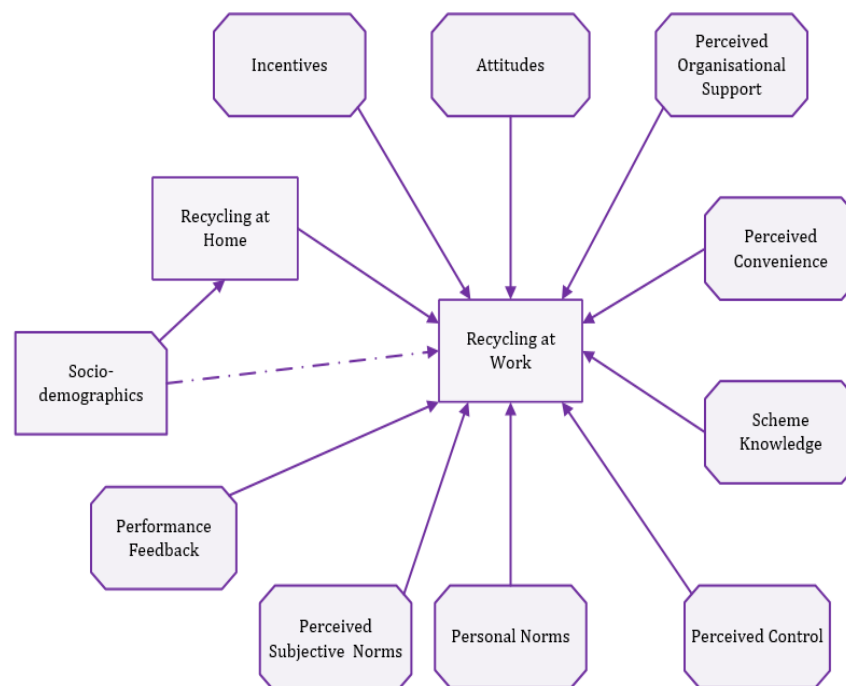 Incentives
Attitudes
Perceived
Organisational
Support
Recycling at
Home
Perceived
Convenience
Recycling at
Work
Socio-
demographics
Scheme
Knowledge
Performance
Feedback
Perceived
Subjective Norms
Personal Norms
Perceived Control